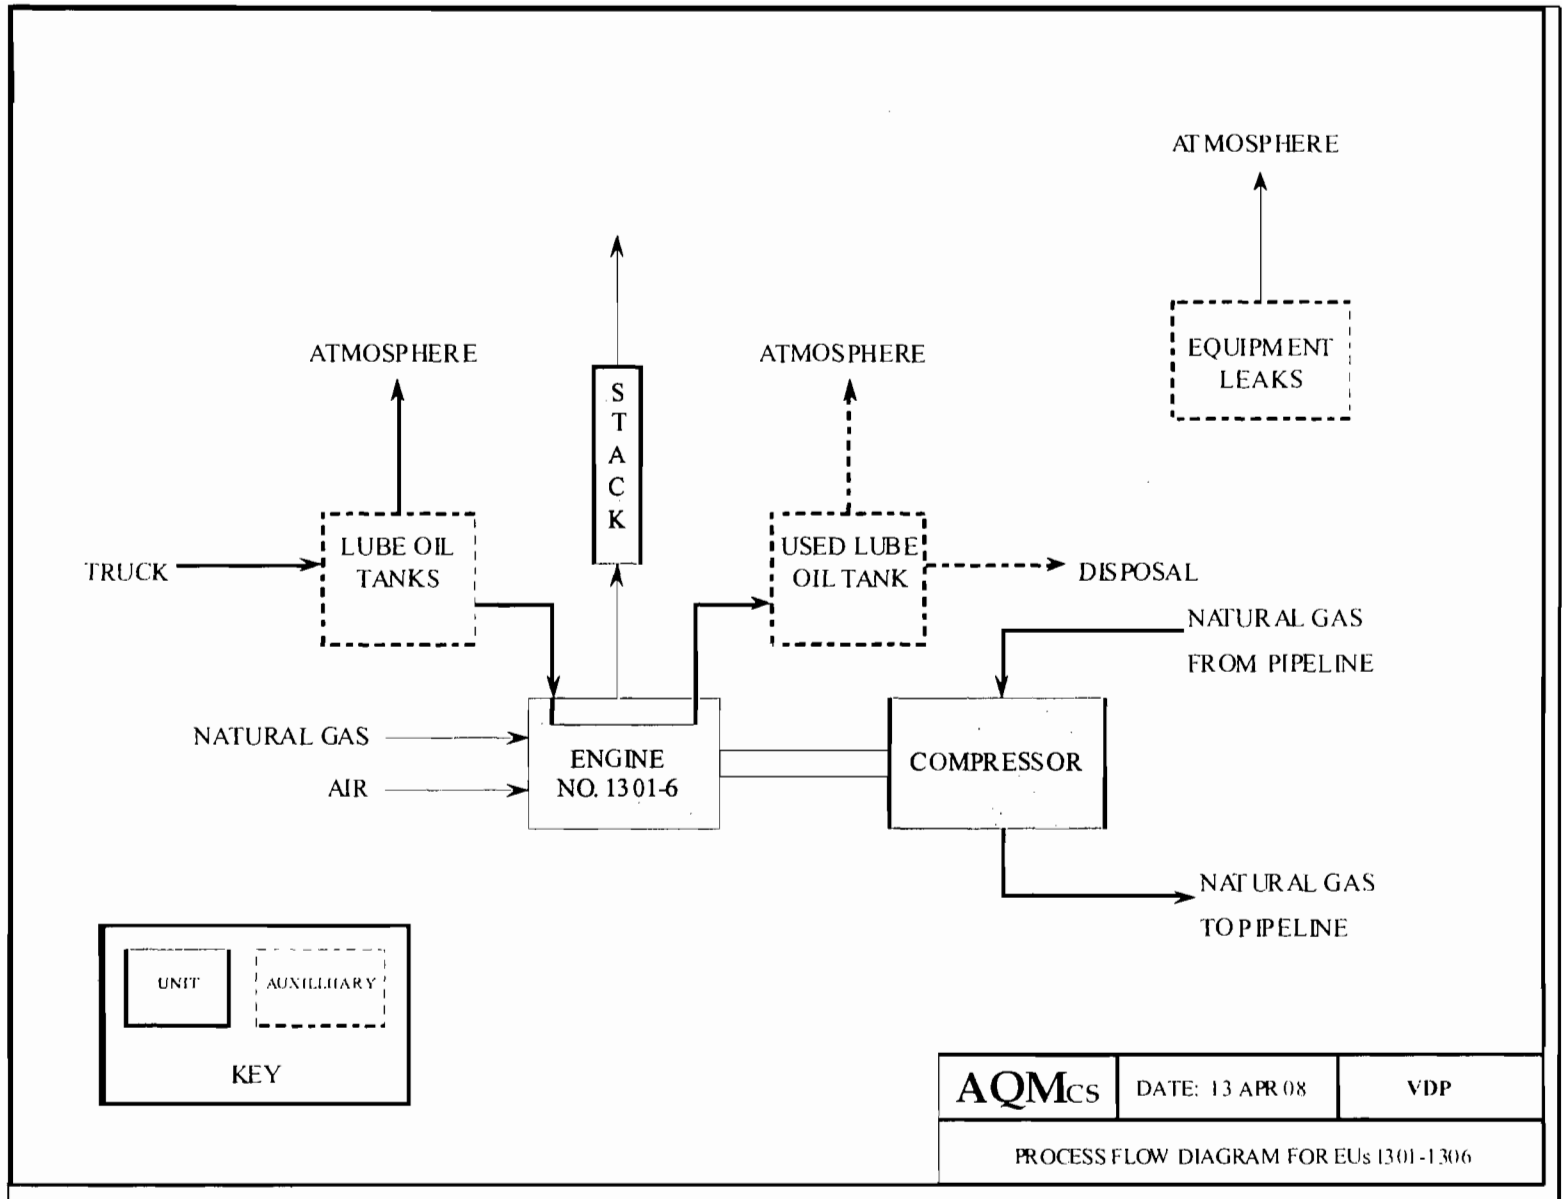 ATMOSPHERE
ATMOSPHERE
ATMOSPHERE
EQUIPMENT
LEAKS
S
T
A
C
K
TRUCK
LUBE OIL
TANKS
USED LUBE
OIL TANK
DISPOSAL
NATURAL GAS
FROM PIPELINE
NATURAL GAS
AIR
ENGINE
NO. 1301-6
COMPRESSOR
NATURAL GAS
TO PIPELINE
UNIT
AUXILLIARY
KEY
AQMCS
DATE: 13 APR 08
VDP
PROCESS FLOW DIAGRAM FOR EUs 1301-1306